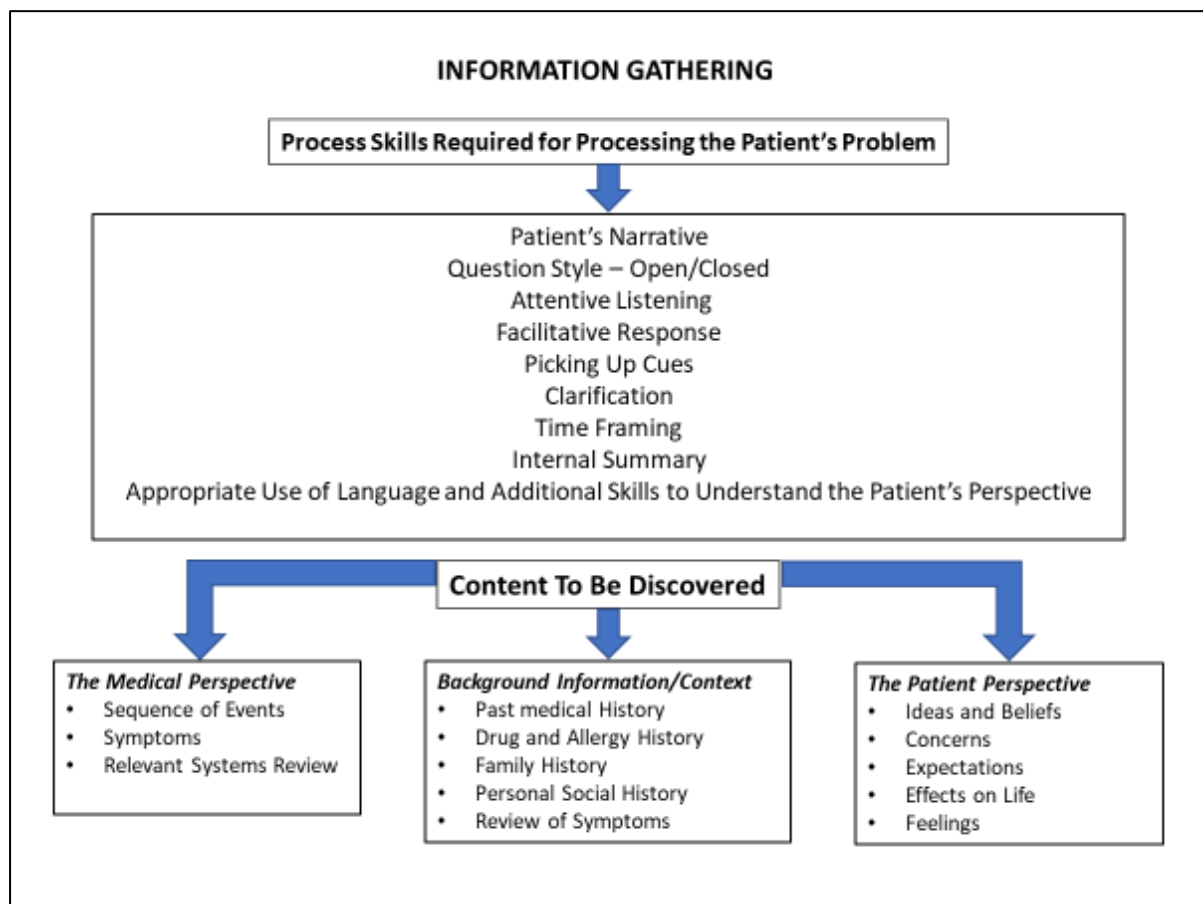 INFORMATION GATHERING
Process Skills Required for Processing the Patient’s Problem
Patient’s Narrative
Question Style – Open/Closed
Attentive Listening
Facilitative Response
Picking Up Cues
Clarification
Time Framing
Internal Summary
Appropriate Use of Language and Additional Skills to Understand the Patient’s Perspective
Content To Be Discovered
The Medical Perspective
• Sequence of Events
• Symptoms
• Relevant Systems Review
Background Information/Context
• Past medical History
• Drug and Allergy History
• Family History
• Personal Social History
• Review of Symptoms
The Patient Perspective
• Ideas and Beliefs
• Concerns
• Expectations
• Effects on Life
• Feelings